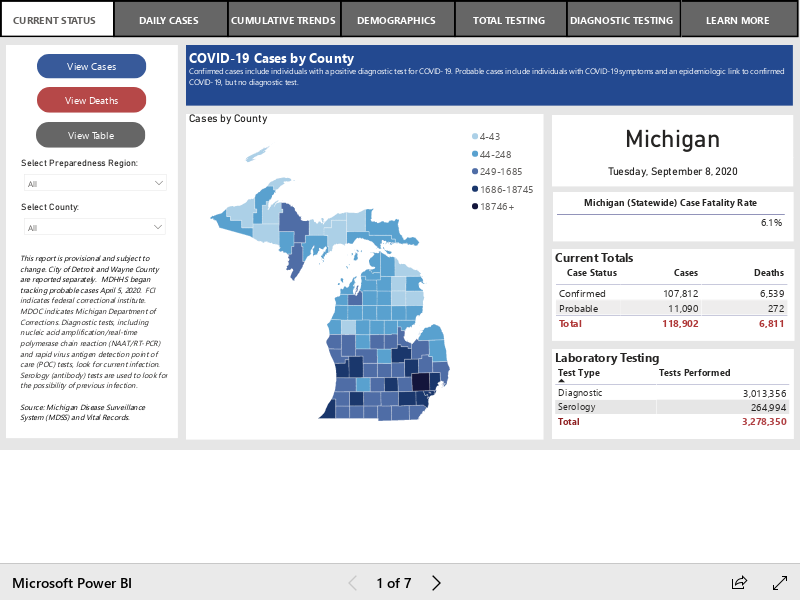 CURRENT STATUS
DAILY CASES
CUMULATIVE TRENDS
DEMOGRAPHICS
TOTAL TESTING
DIAGNOSTIC TESTING
LEARN MORE
View Cases
View Deaths
View Table
Select Preparedness Region:
All
Select County:
All
This report is provisional and subject to
change. City of Detroit and Wayne County
are reported separately. MDHHS began
tracking probable cases April 5, 2020. FCI
indicates federal correctional institute.
MDOC indicates Michigan Department of
Corrections. Diagnostic tests, including
nucleic acid amplification/real-time
polymerase chain reaction (NAAT/RT-PCR)
and rapid virus antigen detection point of
care (POC) tests, look for current infection.
Serology (antibody) tests are used to look for
the possibility of previous infection.
Source: Michigan Disease Surveillance
System (MDSS) and Vital Records.
COVID-19 Cases by County
Confirmed cases include individuals with a positive diagnostic test for COVID-19. Probable cases include individuals with COVID-19 symptoms and an epidemiologic link to confirmed
COVID-19, but no diagnostic test.
Cases by County
4-43
44-248
249-1685
1686-18745
18746+
Michigan
Tuesday, September 8, 2020
Michigan (Statewide) Case Fatality Rate
6.1%
Current Totals
Case Status Cases Deaths
Confirmed 107,812 6,539
Probable 11,090 272
Total 118,902 6,811
Laboratory Testing
Test Type Tests Performed
Diagnostic 3,013,356
Serology 264,994
Total 3,278,350
Microsoft Power BI
1 of 7